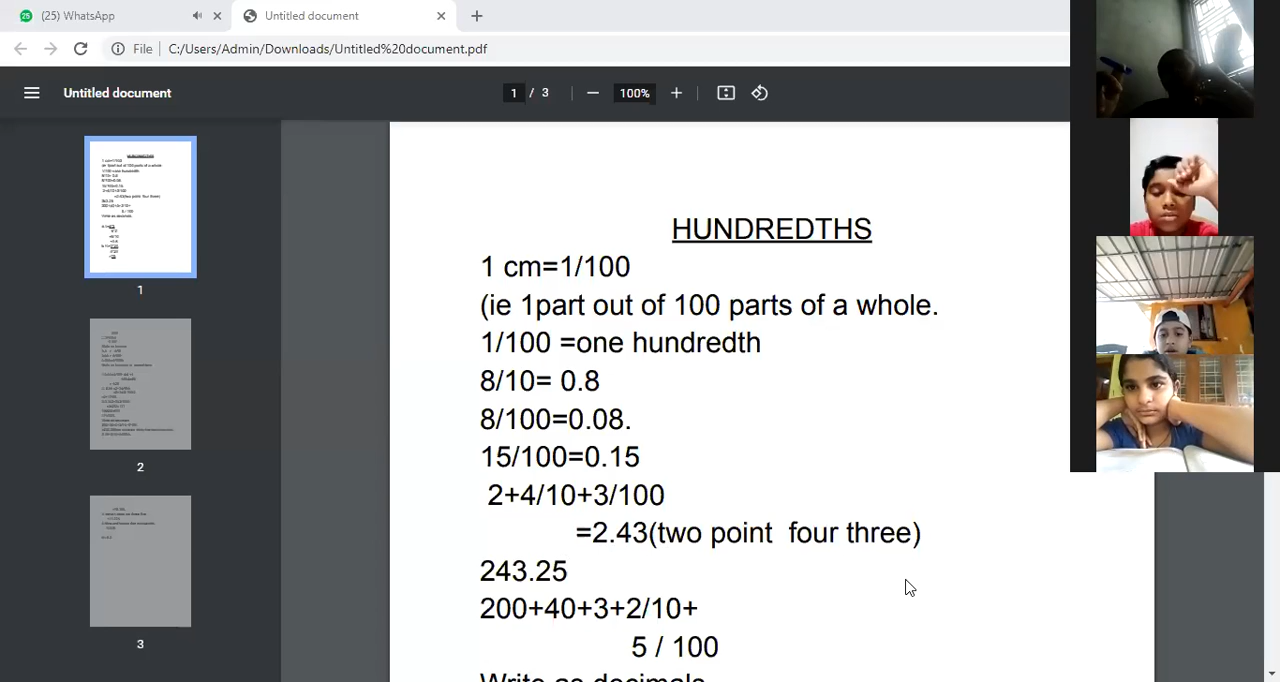 (25) WhatsApp
Untitled document
File
C:/Users/Admin/Downloads/Untitled%20document.pdf
Untitled document
1 / 3
100%
HUNDREDTHS
1 cm=1/100
(ie 1part out of 100 parts of a whole.
1/100 =one hundredth
8/10= 0.8
8/100=0.08.
15/100=0.15
2+4/10+3/100
=2.43(two point four three)
243.25
200+40+3+2/10+
5 / 100
Write as decimals
1
2
3